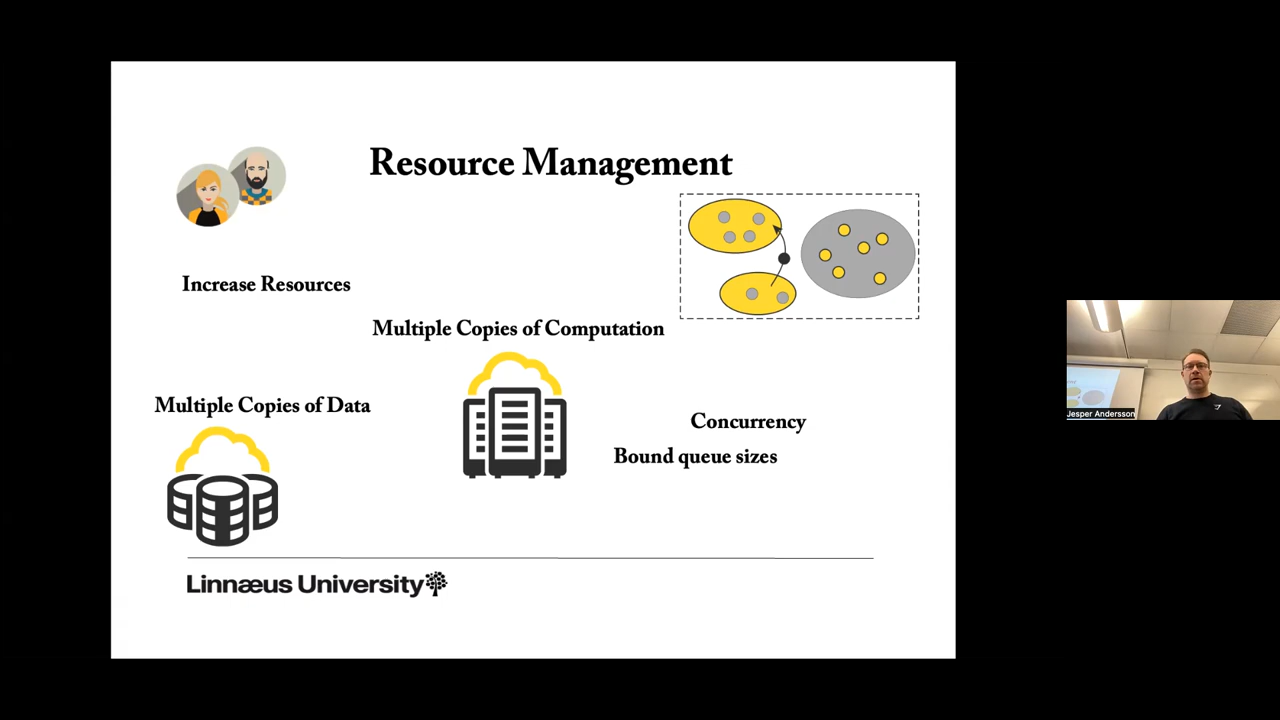 Resource Management
Increase Resources
Multiple Copies of Computation
Multiple Copies of Data
Concurrency
Bound queue sizes
Linnæus University
Jesper Andersson